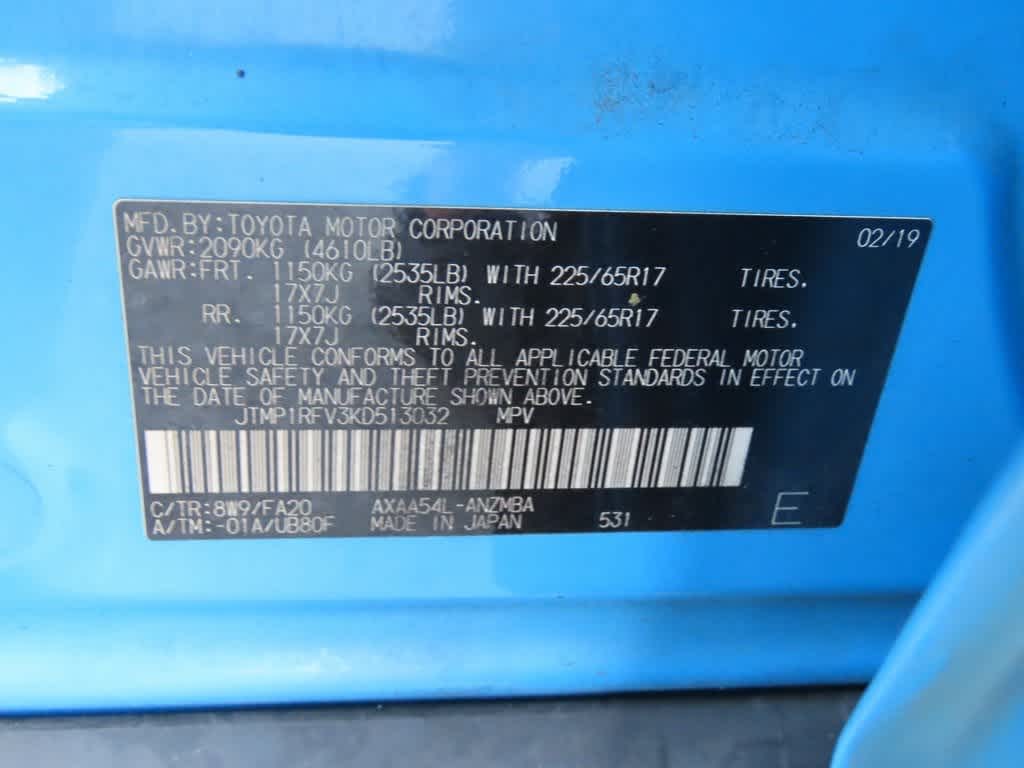 MFD. BY: TOYOTA MOTOR CORPORATION 02/19
GVWR: 2090KG (4610LB)
GAWR: FRT. 1150KG (2535LB) WITH 225/65R17 TIRES.
17X7J RIMS.
RR. 1150KG (2535LB) WITH 225/65R17 TIRES.
17X7J RIMS.
THIS VEHICLE CONFORMS TO ALL APPLICABLE FEDERAL MOTOR
VEHICLE SAFETY AND THEFT PREVENTION STANDARDS IN EFFECT ON
THE DATE OF MANUFACTURE SHOWN ABOVE.
JTMP1RFV3KD513032 MPV
C/TR: 8W9/FA20 AXAA54L-ANZMBA
A/TM: -01A/UB80F MADE IN JAPAN 531 E